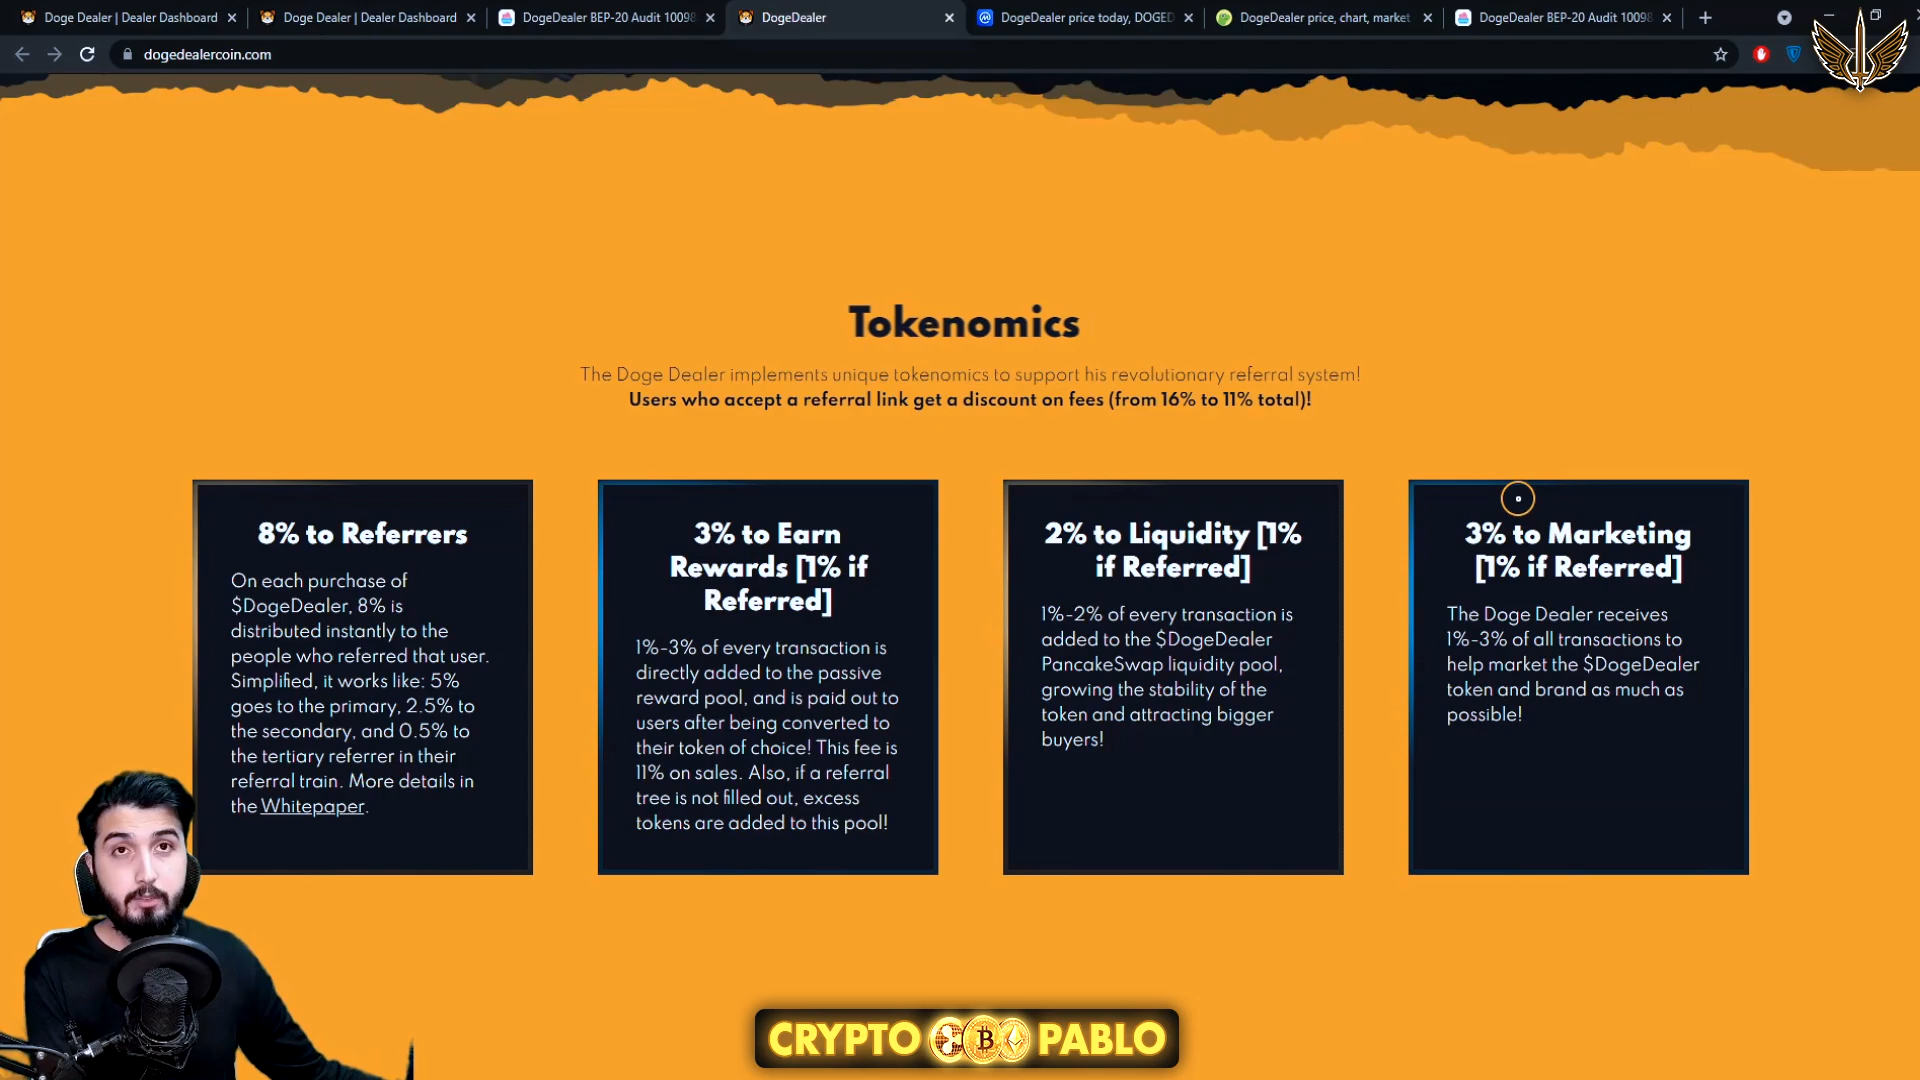 Doge Dealer | Dealer Dashboard
Doge Dealer | Dealer Dashboard
DogeDealer BEP-20 Audit 10098
DogeDealer
DogeDealer price today, DOGED
DogeDealer price, chart, market
DogeDealer BEP-20 Audit 10098
dogedealercoin.com
Tokenomics
The Doge Dealer implements unique tokenomics to support his revolutionary referral system!
Users who accept a referral link get a discount on fees (from 16% to 11% total)!
8% to Referrers
On each purchase of
$DogeDealer, 8% is
distributed instantly to the
people who referred that user.
Simplified, it works like: 5%
goes to the primary, 2.5% to
the secondary, and 0.5% to
the tertiary referrer in their
referral train. More details in
the Whitepaper.
3% to Earn
Rewards [1% if
Referred]
1%-3% of every transaction is
directly added to the passive
reward pool, and is paid out to
users after being converted to
their token of choice! This fee is
11% on sales. Also, if a referral
tree is not filled out, excess
tokens are added to this pool!
2% to Liquidity [1%
if Referred]
1%-2% of every transaction is
added to the $DogeDealer
PancakeSwap liquidity pool,
growing the stability of the
token and attracting bigger
buyers!
3% to Marketing
[1% if Referred]
The Doge Dealer receives
1%-3% of all transactions to
help market the $DogeDealer
token and brand as much as
possible!
CRYPTO PABLO